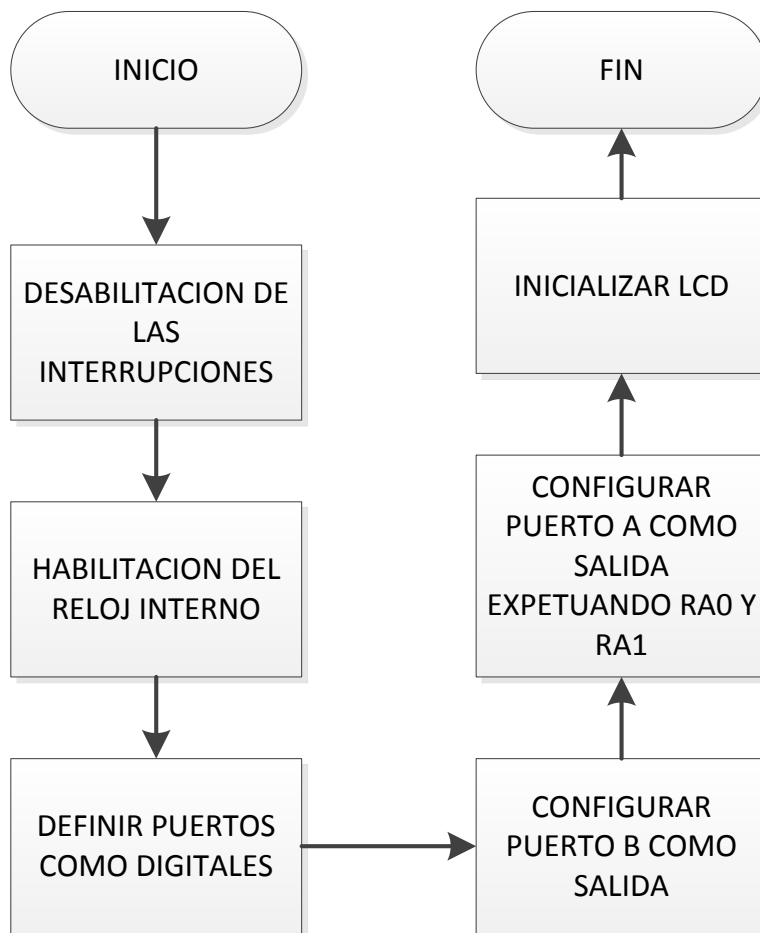 INICIO
DESABILITACION DE
LAS
INTERRUPCIONES
HABILITACION DEL
RELOJ INTERNO
DEFINIR PUERTOS
COMO DIGITALES
CONFIGURAR
PUERTO B COMO
SALIDA
CONFIGURAR
PUERTO A COMO
SALIDA
EXPETUANDO RA0 Y
RA1
INICIALIZAR LCD
FIN